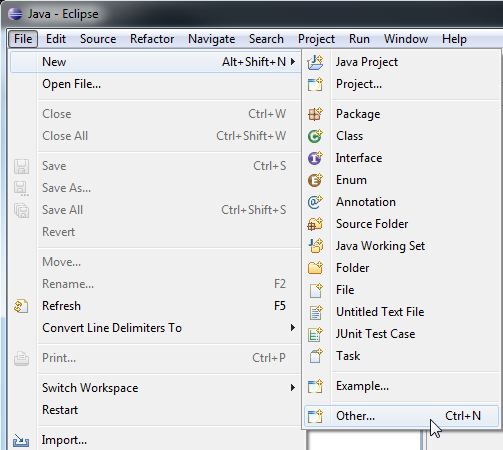 Java - Eclipse
File Edit Source Refactor Navigate Search Project Run Window Help
New Alt+Shift+N
Open File...
Close Ctrl+W
Close All Ctrl+Shift+W
Save Ctrl+S
Save As...
Save All Ctrl+Shift+S
Revert
Move...
Rename... F2
Refresh F5
Convert Line Delimiters To
Print... Ctrl+P
Switch Workspace
Restart
Import...
Java Project
Project...
Package
Class
Interface
Enum
Annotation
Source Folder
Java Working Set
Folder
File
Untitled Text File
JUnit Test Case
Task
Example...
Other... Ctrl+N